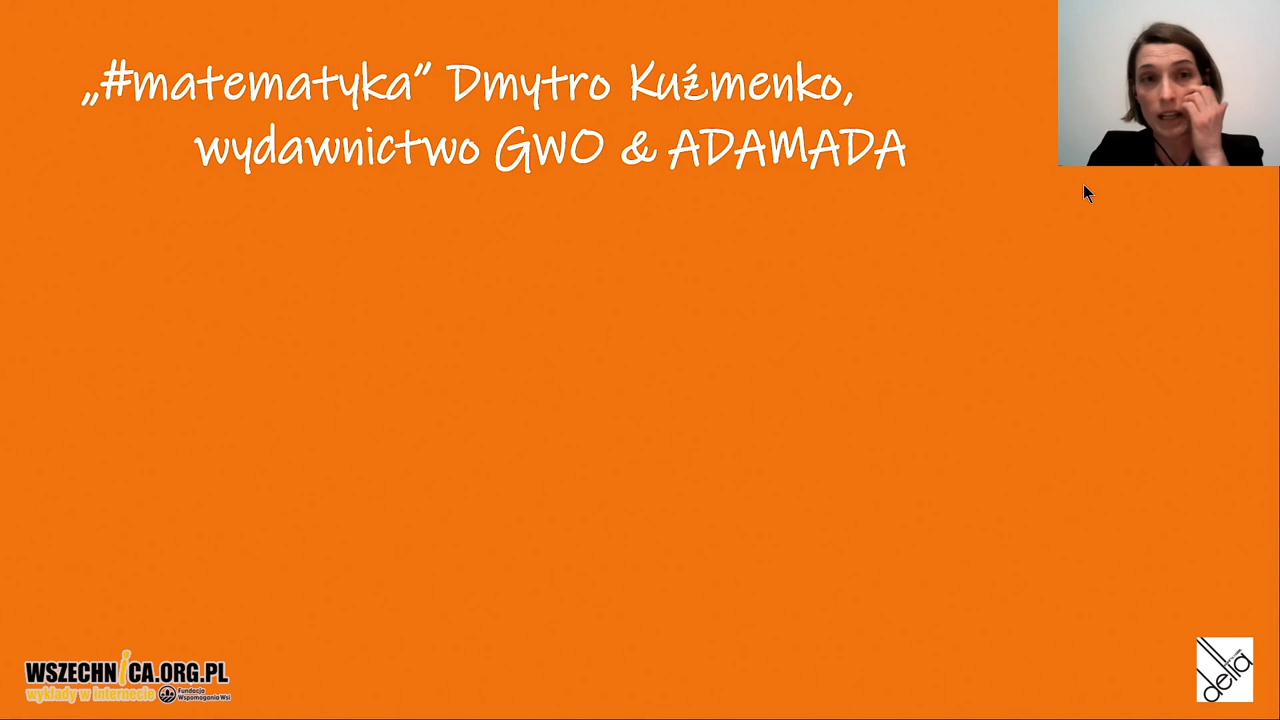 „#matematyka” Dmytro Kuźmenko,
wydawnictwo GWO & ADAMADA
WSZECHNICA.ORG.PL
wykłady w internecie
Fundacja
Wspomagania Wsi
delta